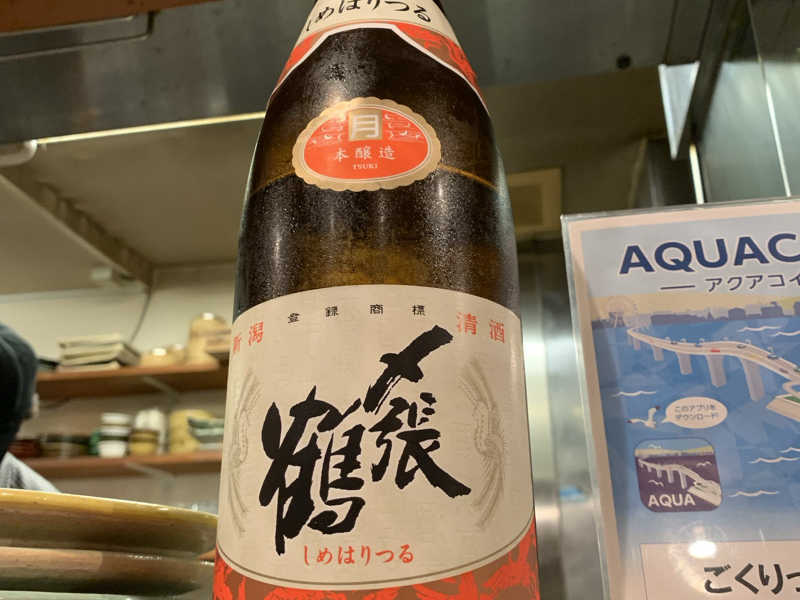 しめはりつる
月
本醸造
TSUKI
登録商標
新潟
清酒
〆張
鶴
しめはりつる
AQUAC
アクアコイ
このアプリを
ダウンロード!
AQUA
ごくりっ